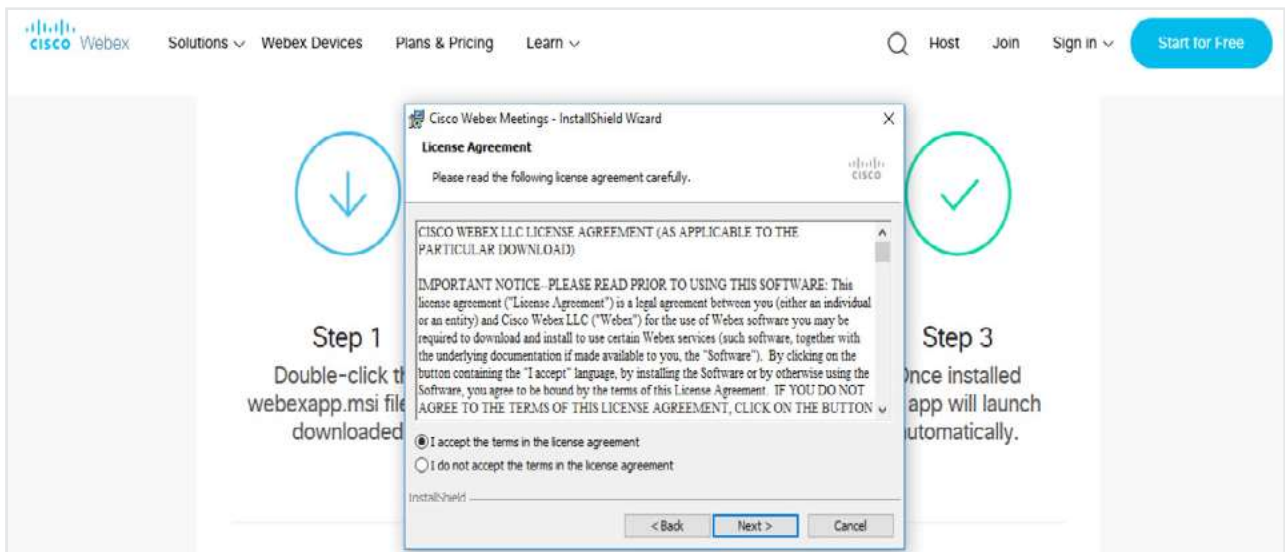 CISCO Webex
Solutions
Webex Devices
Plans & Pricing
Learn
Host
Join
Sign in
Start for Free
Cisco Webex Meetings - InstallShield Wizard
X
License Agreement
Please read the following license agreement carefully.
CISCO
CISCO WEBEX LLC LICENSE AGREEMENT (AS APPLICABLE TO THE
PARTICULAR DOWNLOAD)
IMPORTANT NOTICE--PLEASE READ PRIOR TO USING THIS SOFTWARE: This
license agreement ("License Agreement") is a legal agreement between you (either an individual
or an entity) and Cisco Webex LLC ("Webex") for the use of Webex software you may be
required to download and install to use certain Webex services (such software, together with
the underlying documentation if made available to you, the "Software"). By clicking on the
button containing the "I accept" language, by installing the Software or by otherwise using the
Software, you agree to be bound by the terms of this License Agreement. IF YOU DO NOT
AGREE TO THE TERMS OF THIS LICENSE AGREEMENT, CLICK ON THE BUTTON
I accept the terms in the license agreement
I do not accept the terms in the license agreement
InstallShield
< Back
Next >
Cancel
Step 1
Double-click
webexapp.msi
downloaded
Step 3
installed
app will launch